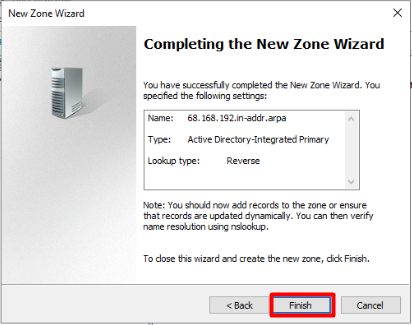 New Zone Wizard
Completing the New Zone Wizard
You have successfully completed the New Zone Wizard. You
specified the following settings:
Name: 68.168.192.in-addr.arpa
Type: Active Directory-Integrated Primary
Lookup type: Reverse
Note: You should now add records to the zone or ensure
that records are updated dynamically. You can then verify
name resolution using nslookup.
To close this wizard and create the new zone, click Finish.
< Back Finish Cancel